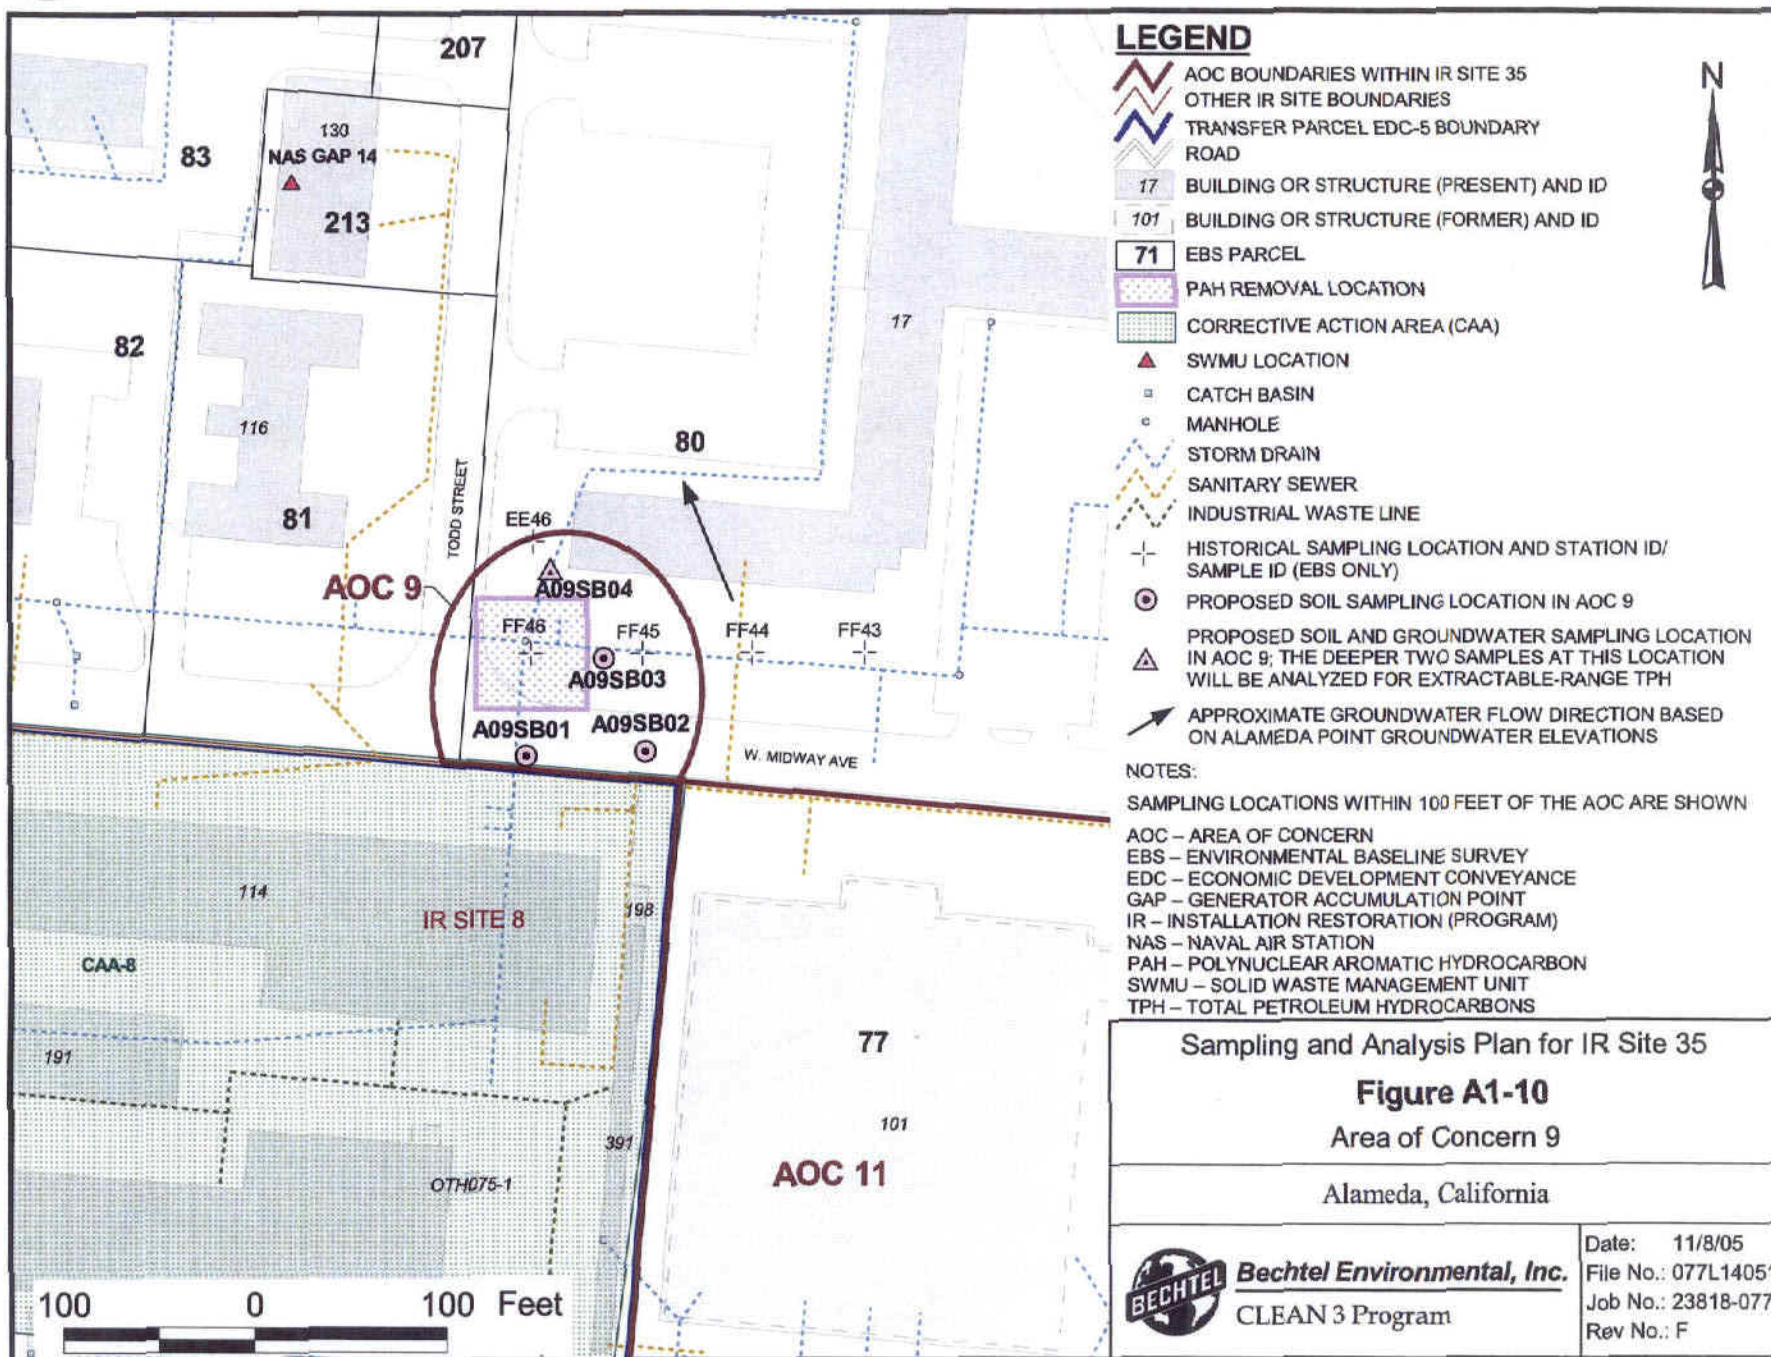 207
83
130
NAS GAP 14
213
82
17
116
80
81
TODD STREET
EE46
AOC 9
A09SB04
FF46
FF45
FF44
FF43
A09SB03
A09SB01
A09SB02
W. MIDWAY AVE
114
IR SITE 8
198
CAA-8
191
77
101
391
AOC 11
OTH075-1
100 0 100 Feet
LEGEND
AOC BOUNDARIES WITHIN IR SITE 35
OTHER IR SITE BOUNDARIES
TRANSFER PARCEL EDC-5 BOUNDARY
ROAD
17 BUILDING OR STRUCTURE (PRESENT) AND ID
101 BUILDING OR STRUCTURE (FORMER) AND ID
71 EBS PARCEL
PAH REMOVAL LOCATION
CORRECTIVE ACTION AREA (CAA)
SWMU LOCATION
CATCH BASIN
MANHOLE
STORM DRAIN
SANITARY SEWER
INDUSTRIAL WASTE LINE
HISTORICAL SAMPLING LOCATION AND STATION ID/
SAMPLE ID (EBS ONLY)
PROPOSED SOIL SAMPLING LOCATION IN AOC 9
PROPOSED SOIL AND GROUNDWATER SAMPLING LOCATION
IN AOC 9; THE DEEPER TWO SAMPLES AT THIS LOCATION
WILL BE ANALYZED FOR EXTRACTABLE-RANGE TPH
APPROXIMATE GROUNDWATER FLOW DIRECTION BASED
ON ALAMEDA POINT GROUNDWATER ELEVATIONS
N
NOTES:
SAMPLING LOCATIONS WITHIN 100 FEET OF THE AOC ARE SHOWN
AOC – AREA OF CONCERN
EBS – ENVIRONMENTAL BASELINE SURVEY
EDC – ECONOMIC DEVELOPMENT CONVEYANCE
GAP – GENERATOR ACCUMULATION POINT
IR – INSTALLATION RESTORATION (PROGRAM)
NAS – NAVAL AIR STATION
PAH – POLYNUCLEAR AROMATIC HYDROCARBON
SWMU – SOLID WASTE MANAGEMENT UNIT
TPH – TOTAL PETROLEUM HYDROCARBONS
Sampling and Analysis Plan for IR Site 35
Figure A1-10
Area of Concern 9
Alameda, California
BECHTEL
Bechtel Environmental, Inc.
CLEAN 3 Program
Date: 11/8/05
File No.: 077L14051
Job No.: 23818-077
Rev No.: F